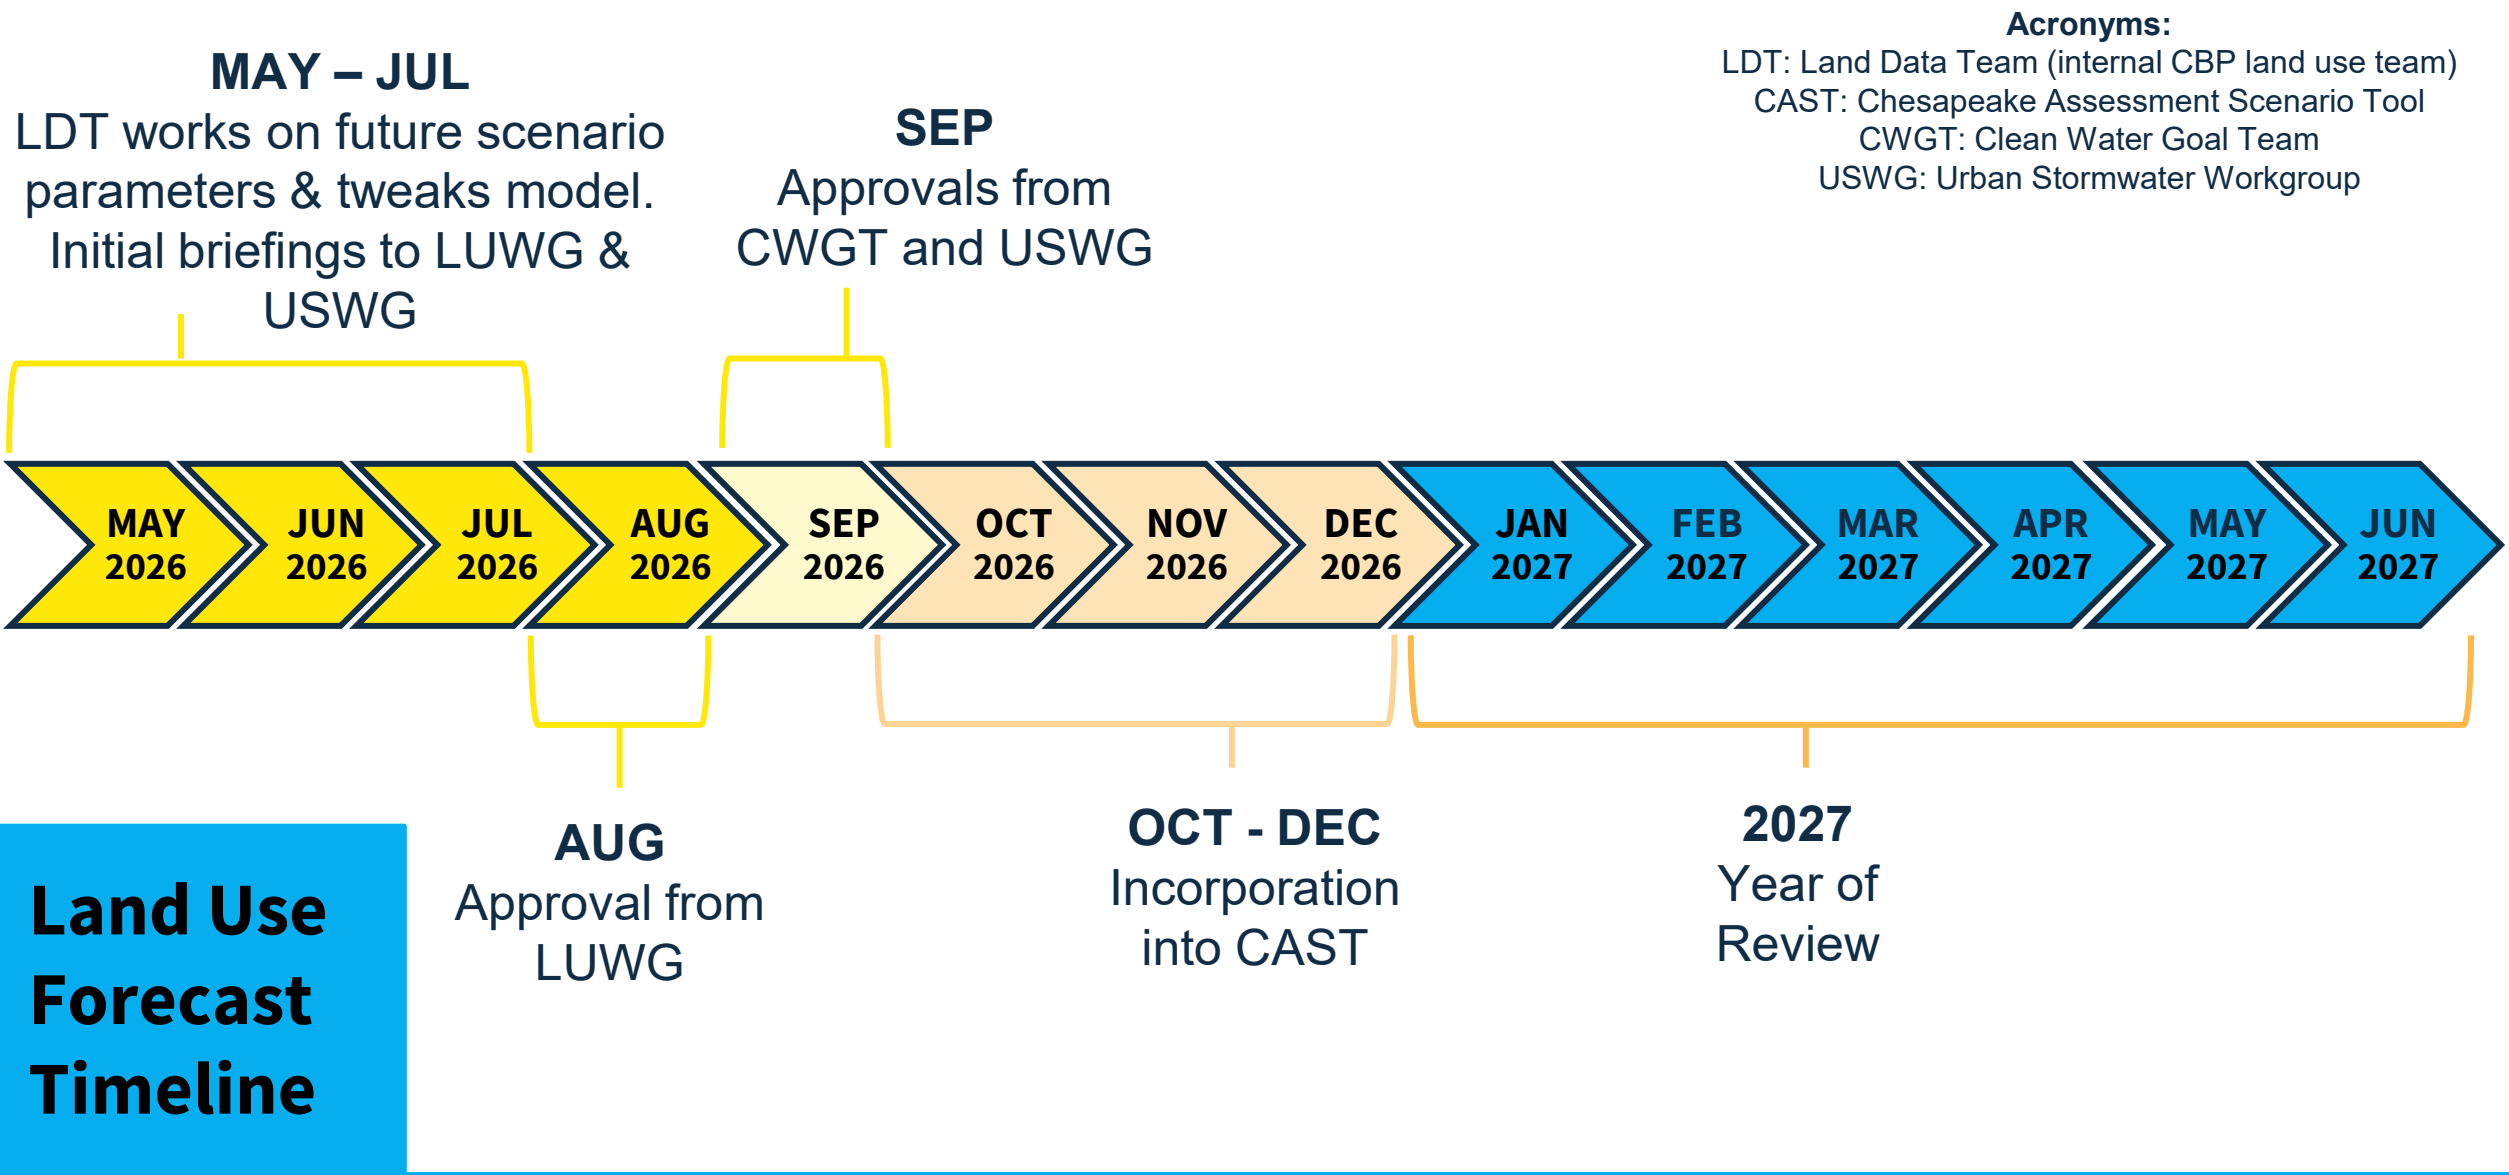 Acronyms:
LDT: Land Data Team (internal CBP land use team)
CAST: Chesapeake Assessment Scenario Tool
CWGT: Clean Water Goal Team
USWG: Urban Stormwater Workgroup
MAY – JUL
LDT works on future scenario
parameters & tweaks model.
Initial briefings to LUWG &
USWG
SEP
Approvals from
CWGT and USWG
MAY
2026
JUN
2026
JUL
2026
AUG
2026
SEP
2026
OCT
2026
NOV
2026
DEC
2026
JAN
2027
FEB
2027
MAR
2027
APR
2027
MAY
2027
JUN
2027
AUG
Approval from
LUWG
OCT - DEC
Incorporation
into CAST
2027
Year of
Review
Land Use
Forecast
Timeline